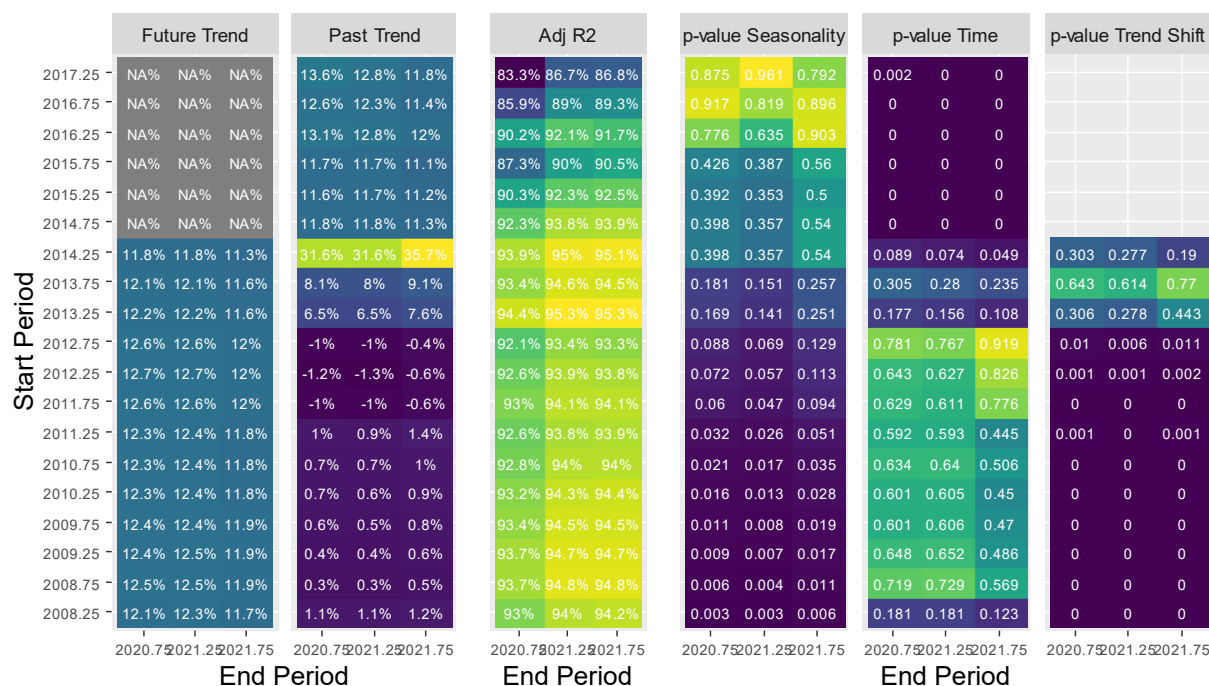 Future Trend Past Trend Adj R2 p-value Seasonality p-value Time p-value Trend Shift
2017.25 NA% NA% NA% 13.6% 12.8% 11.8% 83.3% 86.7% 86.8% 0.875 0.961 0.792 0.002 0 0
2016.75 NA% NA% NA% 12.6% 12.3% 11.4% 85.9% 89% 89.3% 0.917 0.819 0.896 0 0 0
2016.25 NA% NA% NA% 13.1% 12.8% 12% 90.2% 92.1% 91.7% 0.776 0.635 0.903 0 0 0
2015.75 NA% NA% NA% 11.7% 11.7% 11.1% 87.3% 90% 90.5% 0.426 0.387 0.56 0 0 0
2015.25 NA% NA% NA% 11.6% 11.7% 11.2% 90.3% 92.3% 92.5% 0.392 0.353 0.5 0 0 0
2014.75 NA% NA% NA% 11.8% 11.8% 11.3% 92.3% 93.8% 93.9% 0.398 0.357 0.54 0 0 0
2014.25 11.8% 11.8% 11.3% 31.6% 31.6% 35.7% 93.9% 95% 95.1% 0.398 0.357 0.54 0.089 0.074 0.049 0.303 0.277 0.19
2013.75 12.1% 12.1% 11.6% 8.1% 8% 9.1% 93.4% 94.6% 94.5% 0.181 0.151 0.257 0.305 0.28 0.235 0.643 0.614 0.77
2013.25 12.2% 12.2% 11.6% 6.5% 6.5% 7.6% 94.4% 95.3% 95.3% 0.169 0.141 0.251 0.177 0.156 0.108 0.306 0.278 0.443
2012.75 12.6% 12.6% 12% -1% -1% -0.4% 92.1% 93.4% 93.3% 0.088 0.069 0.129 0.781 0.767 0.919 0.01 0.006 0.011
2012.25 12.7% 12.7% 12% -1.2% -1.3% -0.6% 92.6% 93.9% 93.8% 0.072 0.057 0.113 0.643 0.627 0.826 0.001 0.001 0.002
2011.75 12.6% 12.6% 12% -1% -1% -0.6% 93% 94.1% 94.1% 0.06 0.047 0.094 0.629 0.611 0.776 0 0 0
2011.25 12.3% 12.4% 11.8% 1% 0.9% 1.4% 92.6% 93.8% 93.9% 0.032 0.026 0.051 0.592 0.593 0.445 0.001 0 0.001
2010.75 12.3% 12.4% 11.8% 0.7% 0.7% 1% 92.8% 94% 94% 0.021 0.017 0.035 0.634 0.64 0.506 0 0 0
2010.25 12.3% 12.4% 11.8% 0.7% 0.6% 0.9% 93.2% 94.3% 94.4% 0.016 0.013 0.028 0.601 0.605 0.45 0 0 0
2009.75 12.4% 12.4% 11.9% 0.6% 0.5% 0.8% 93.4% 94.5% 94.5% 0.011 0.008 0.019 0.601 0.606 0.47 0 0 0
2009.25 12.4% 12.5% 11.9% 0.4% 0.4% 0.6% 93.7% 94.7% 94.7% 0.009 0.007 0.017 0.648 0.652 0.486 0 0 0
2008.75 12.5% 12.5% 11.9% 0.3% 0.3% 0.5% 93.7% 94.8% 94.8% 0.006 0.004 0.011 0.719 0.729 0.569 0 0 0
2008.25 12.1% 12.3% 11.7% 1.1% 1.1% 1.2% 93% 94% 94.2% 0.003 0.003 0.006 0.181 0.181 0.123 0 0 0
Start Period
2020.75 2021.25 2021.75 2020.75 2021.25 2021.75 2020.75 2021.25 2021.75 2020.75 2021.25 2021.75 2020.75 2021.25 2021.75 2020.75 2021.25 2021.75
End Period End Period End Period